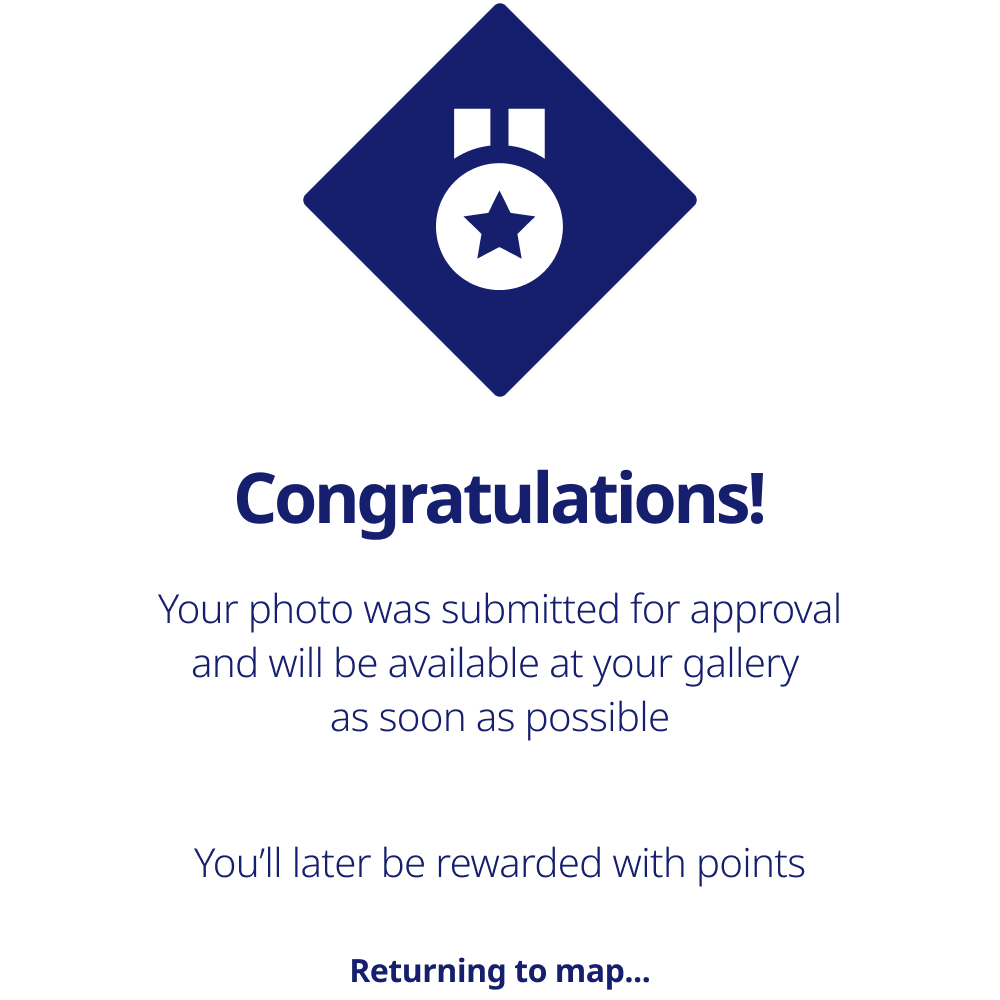 Congratulations!
Your photo was submitted for approval
and will be available at your gallery
as soon as possible
You’ll later be rewarded with points
Returning to map...